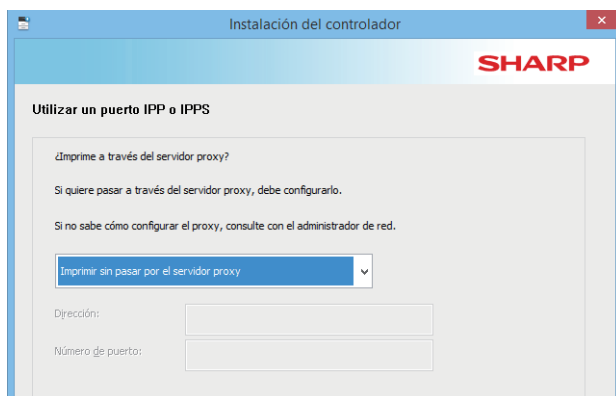 Instalación del controlador
SHARP
Utilizar un puerto IPP o IPPS
¿Imprime a través del servidor proxy?
Si quiere pasar a través del servidor proxy, debe configurarlo.
Si no sabe cómo configurar el proxy, consulte con el administrador de red.
Imprimir sin pasar por el servidor proxy
Dirección:
Número de puerto: